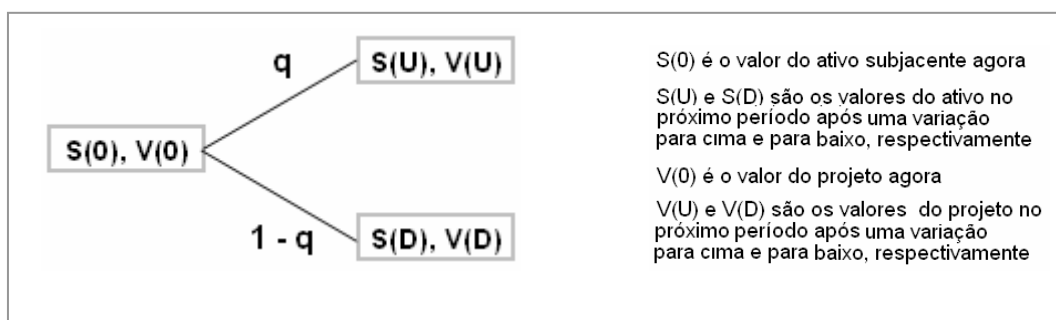 q
S(U), V(U)
S(0), V(0)
1 - q
S(D), V(D)
S(0) é o valor do ativo subjacente agora
S(U) e S(D) são os valores do ativo no
próximo período após uma variação
para cima e para baixo, respectivamente
V(0) é o valor do projeto agora
V(U) e V(D) são os valores do projeto no
próximo período após uma variação
para cima e para baixo, respectivamente